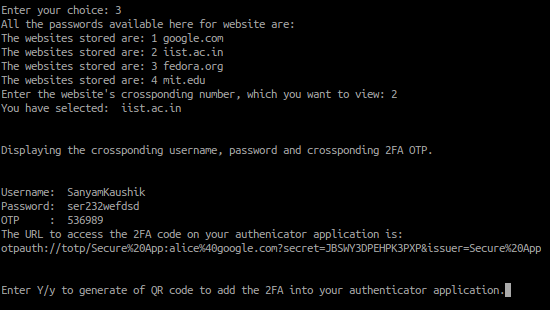 Enter your choice: 3
All the passwords available here for website are:
The websites stored are: 1 google.com
The websites stored are: 2 iist.ac.in
The websites stored are: 3 fedora.org
The websites stored are: 4 mit.edu
Enter the website's crossponding number, which you want to view: 2
You have selected:  iist.ac.in
Displaying the crossponding username, password and crossponding 2FA OTP.
Username:  SanyamKaushik
Password:  ser232wefdsd
OTP     :  536989
The URL to access the 2FA code on your authenicator application is:
otpauth://totp/Secure%20App:alice%40google.com?secret=JBSWY3DPEHPK3PXP&issuer=Secure%20App
Enter Y/y to generate of QR code to add the 2FA into your authenticator application.